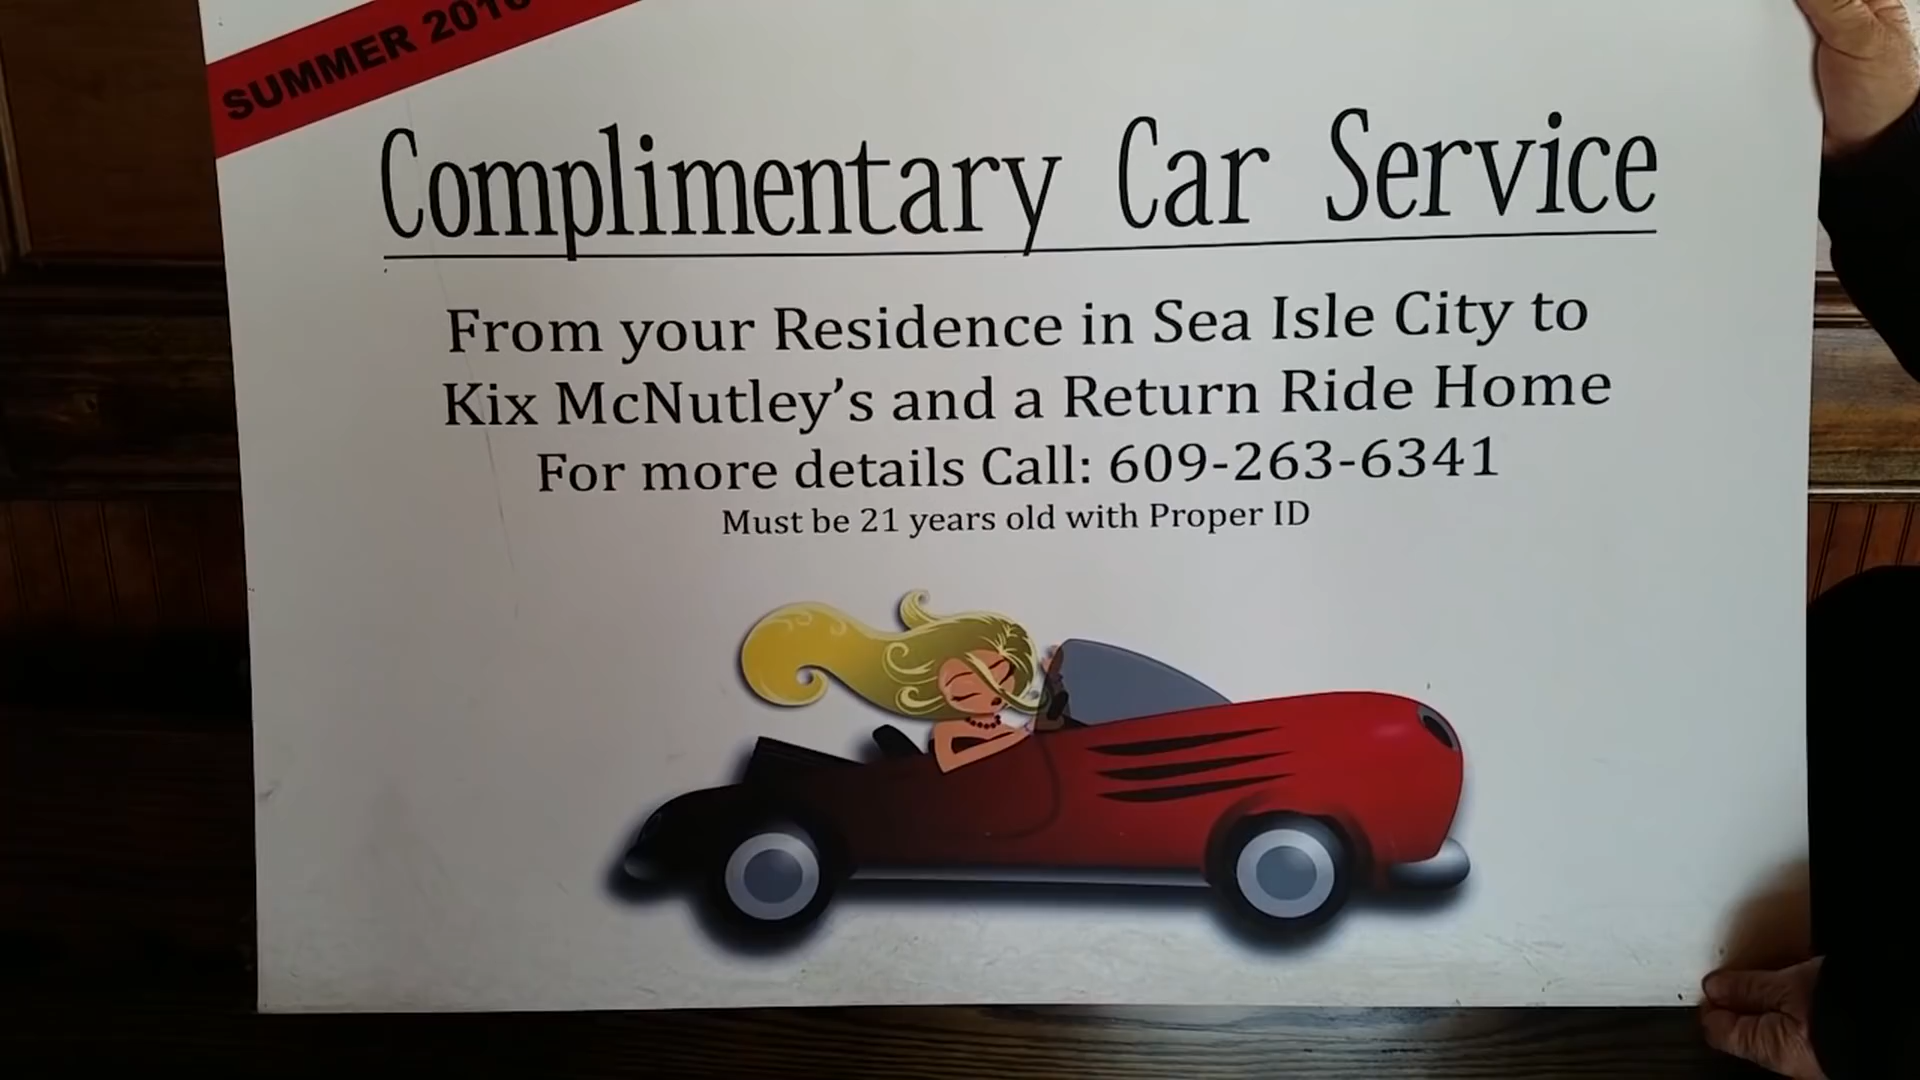 SUMMER
Complimentary Car Service
From your Residence in Sea Isle City to
Kix McNutley's and a Return Ride Home
For more details Call: 609-263-6341
Must be 21 years old with Proper ID